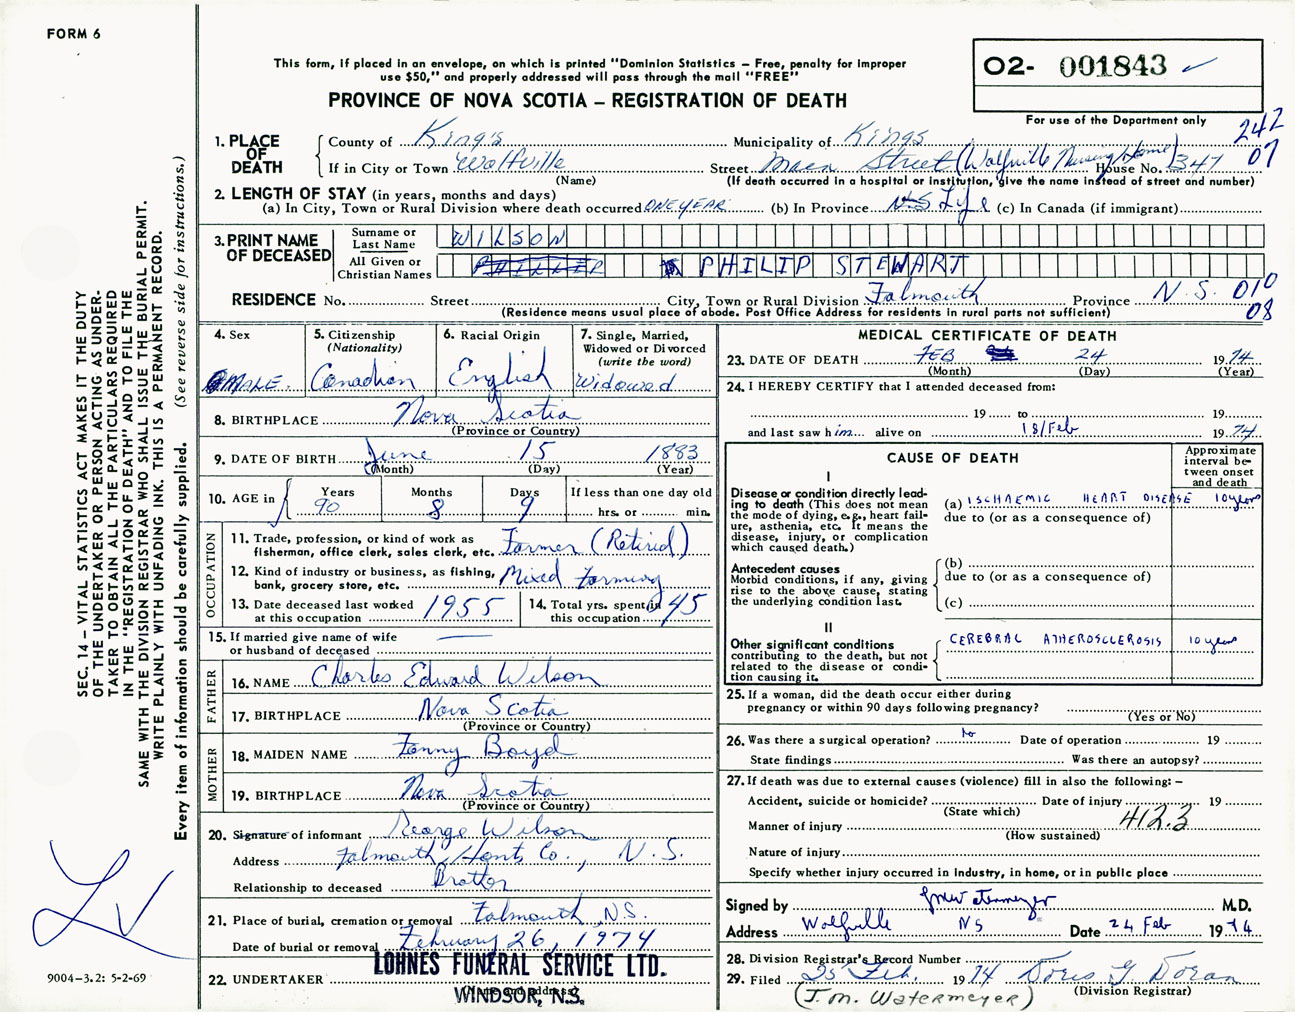 FORM 6
This form, if placed in an envelope, on which is printed "Dominion Statistics – Free, penalty for improper
use $50," and properly addressed will pass through the mail "FREE"
PROVINCE OF NOVA SCOTIA – REGISTRATION OF DEATH
02- 001843 ✓
For use of the Department only
242
07
1. PLACE OF DEATH
County of King's Municipality of Kings
If in City or Town Wolfville Street Main Street (Wolfville Nursing Home) House No. 347
(Name) (If death occurred in a hospital or institution, give the name instead of street and number)
2. LENGTH OF STAY (in years, months and days)
(a) In City, Town or Rural Division where death occurred ONE YEAR (b) In Province N S Life (c) In Canada (if immigrant)
3. PRINT NAME OF DECEASED
Surname or Last Name WILSON
All Given or Christian Names PHILIP STEWART
RESIDENCE No. Street City, Town or Rural Division Falmouth Province N.S. 010
08
(Residence means usual place of abode. Post Office Address for residents in rural parts not sufficient)
4. Sex
MALE.
5. Citizenship
(Nationality)
Canadian
6. Racial Origin
English
7. Single, Married,
Widowed or Divorced
(write the word)
Widowed
8. BIRTHPLACE Nova Scotia
(Province or Country)
9. DATE OF BIRTH June 15 1883
(Month) (Day) (Year)
10. AGE in
Years Months Days If less than one day old
90 8 9 hrs. or min.
OCCUPATION
11. Trade, profession, or kind of work as
fisherman, office clerk, sales clerk, etc. Farmer (Retired)
12. Kind of industry or business, as fishing,
bank, grocery store, etc. Mixed Farming
13. Date deceased last worked
at this occupation 1955
14. Total yrs. spent in
this occupation 45
15. If married give name of wife
or husband of deceased
FATHER
16. NAME Charles Edward Wilson
17. BIRTHPLACE Nova Scotia
(Province or Country)
MOTHER
18. MAIDEN NAME Fanny Boyd
19. BIRTHPLACE Nova Scotia
(Province or Country)
20. Signature of informant George Wilson
Address Falmouth, Hants Co., N.S.
Relationship to deceased Brother
21. Place of burial, cremation or removal Falmouth, N.S.
Date of burial or removal February 26, 1974
22. UNDERTAKER LOHNES FUNERAL SERVICE LTD.
WINDSOR, N.S.
MEDICAL CERTIFICATE OF DEATH
23. DATE OF DEATH FEB 24 1974
(Month) (Day) (Year)
24. I HEREBY CERTIFY that I attended deceased from:
19 to 19
and last saw him alive on 18/Feb 1974
CAUSE OF DEATH
Approximate
interval be-
tween onset
and death
I
Disease or condition directly lead-
ing to death (This does not mean
the mode of dying, e.g., heart fail-
ure, asthenia, etc. It means the
disease, injury, or complication
which caused death.)
(a) ISCHAEMIC HEART DISEASE 10 years
due to (or as a consequence of)
Antecedent causes
Morbid conditions, if any, giving
rise to the above cause, stating
the underlying condition last.
(b)
due to (or as a consequence of)
(c)
II
Other significant conditions
contributing to the death, but not
related to the disease or condi-
tion causing it.
CEREBRAL ATHEROSCLEROSIS 10 years
25. If a woman, did the death occur either during
pregnancy or within 90 days following pregnancy?
(Yes or No)
26. Was there a surgical operation? No Date of operation 19
State findings Was there an autopsy?
27. If death was due to external causes (violence) fill in also the following: –
Accident, suicide or homicide? Date of injury 19
(State which)
Manner of injury 412.3
(How sustained)
Nature of injury
Specify whether injury occurred in industry, in home, or in public place
Signed by JM Watermeyer M.D.
Address Wolfville NS Date 24 Feb 1974
28. Division Registrar's Record Number
29. Filed 25 Feb. 1974 Doris G Doran
(J.M. Watermeyer) (Division Registrar)
SEC. 14 – VITAL STATISTICS ACT MAKES IT THE DUTY
OF THE UNDERTAKER OR PERSON ACTING AS UNDER-
TAKER TO OBTAIN ALL THE PARTICULARS REQUIRED
IN THE "REGISTRATION OF DEATH" AND TO FILE THE
SAME WITH THE DIVISION REGISTRAR WHO SHALL ISSUE THE BURIAL PERMIT.
WRITE PLAINLY WITH UNFADING INK. THIS IS A PERMANENT RECORD.
Every item of information should be carefully supplied. (See reverse side for instructions.)
9004-3.2: 5-2-69